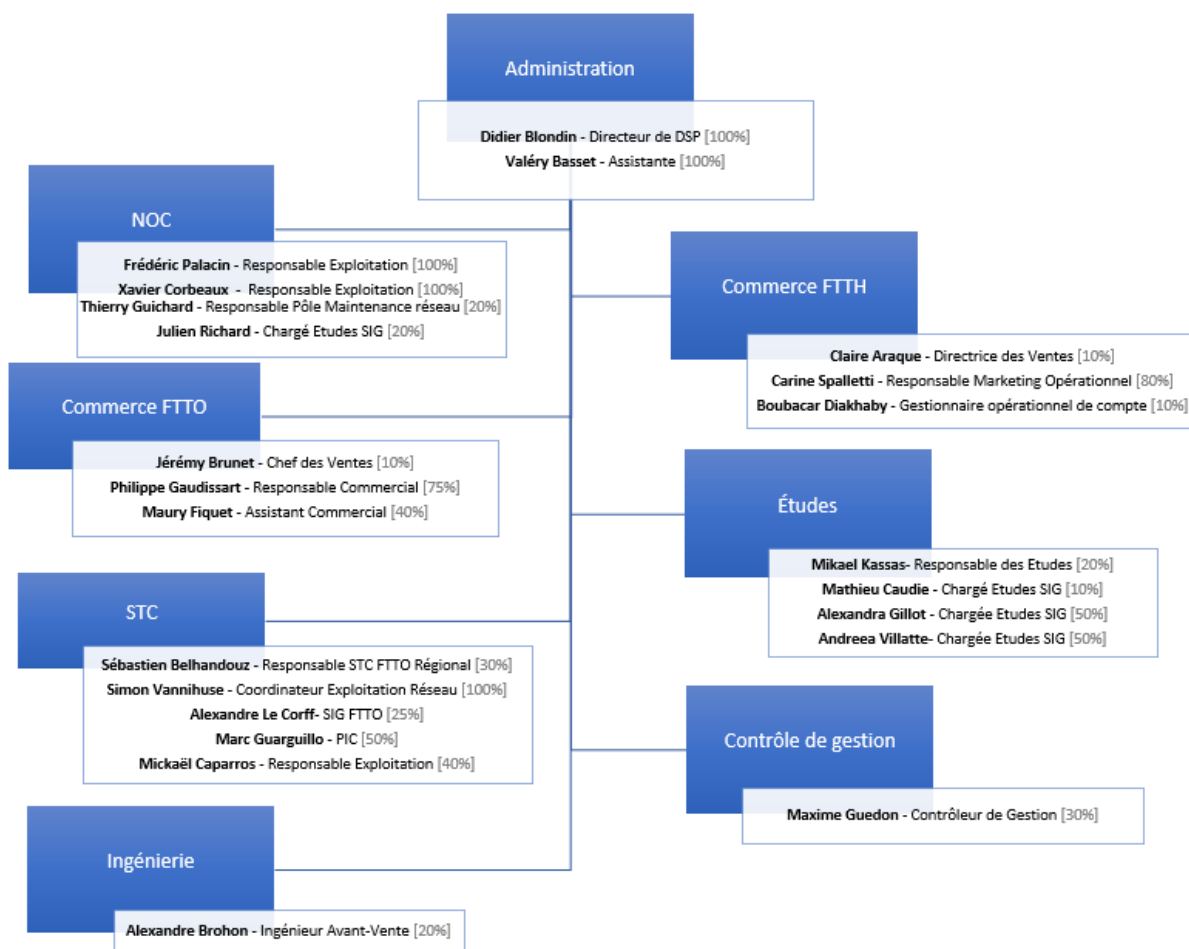 Administration
Didier Blondin - Directeur de DSP [100%]
Valéry Basset - Assistante [100%]
NOC
Frédéric Palacin - Responsable Exploitation [100%]
Xavier Corbeaux - Responsable Exploitation [100%]
Thierry Guichard - Responsable Pôle Maintenance réseau [20%]
Julien Richard - Chargé Etudes SIG [20%]
Commerce FTTH
Claire Araque - Directrice des Ventes [10%]
Carine Spalletti - Responsable Marketing Opérationnel [80%]
Boubacar Diakhaby - Gestionnaire opérationnel de compte [10%]
Commerce FTTO
Jérémy Brunet - Chef des Ventes [10%]
Philippe Gaudissart - Responsable Commercial [75%]
Maury Fiquet - Assistant Commercial [40%]
Études
Mikael Kassas- Responsable des Etudes [20%]
Mathieu Caudie - Chargé Etudes SIG [10%]
Alexandra Gillot - Chargée Etudes SIG [50%]
Andreea Villatte- Chargée Etudes SIG [50%]
STC
Sébastien Belhandouz - Responsable STC FTTO Régional [30%]
Simon Vannihuse - Coordinateur Exploitation Réseau [100%]
Alexandre Le Corff- SIG FTTO [25%]
Marc Guarguillo - PIC [50%]
Mickaël Caparros - Responsable Exploitation [40%]
Contrôle de gestion
Maxime Guedon - Contrôleur de Gestion [30%]
Ingénierie
Alexandre Brohon - Ingénieur Avant-Vente [20%]